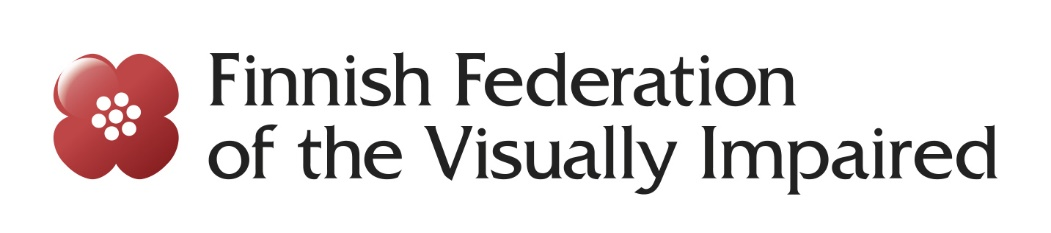 Finnish Federation
of the Visually Impaired